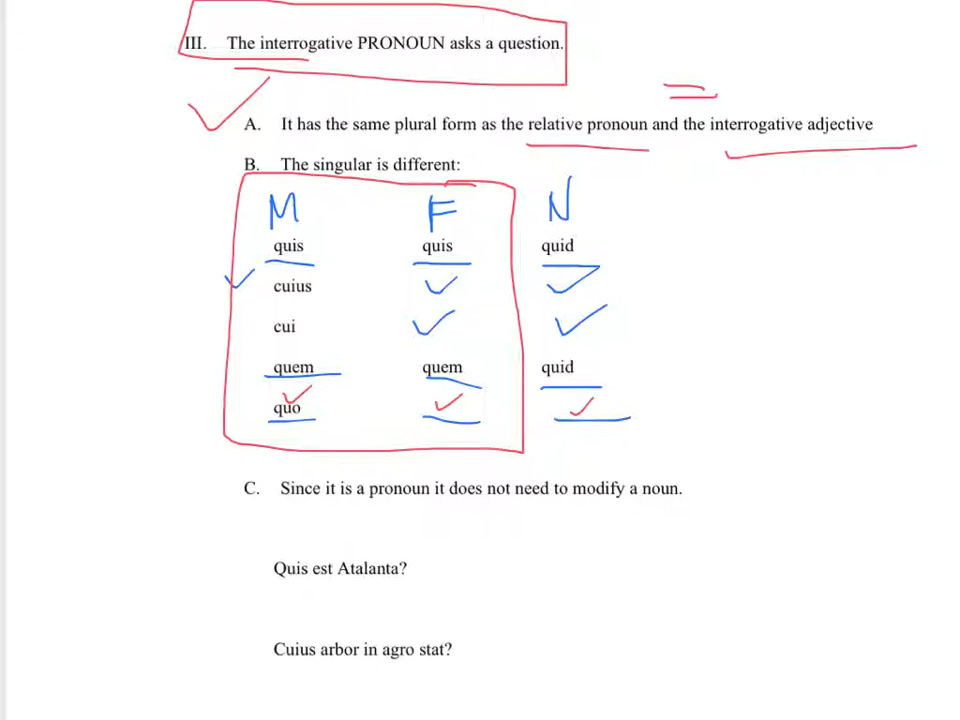 III. The interrogative PRONOUN asks a question.
A. It has the same plural form as the relative pronoun and the interrogative adjective
B. The singular is different:
M F N
quis quis quid
cuius
cui
quem quem quid
quo
C. Since it is a pronoun it does not need to modify a noun.
Quis est Atalanta?
Cuius arbor in agro stat?